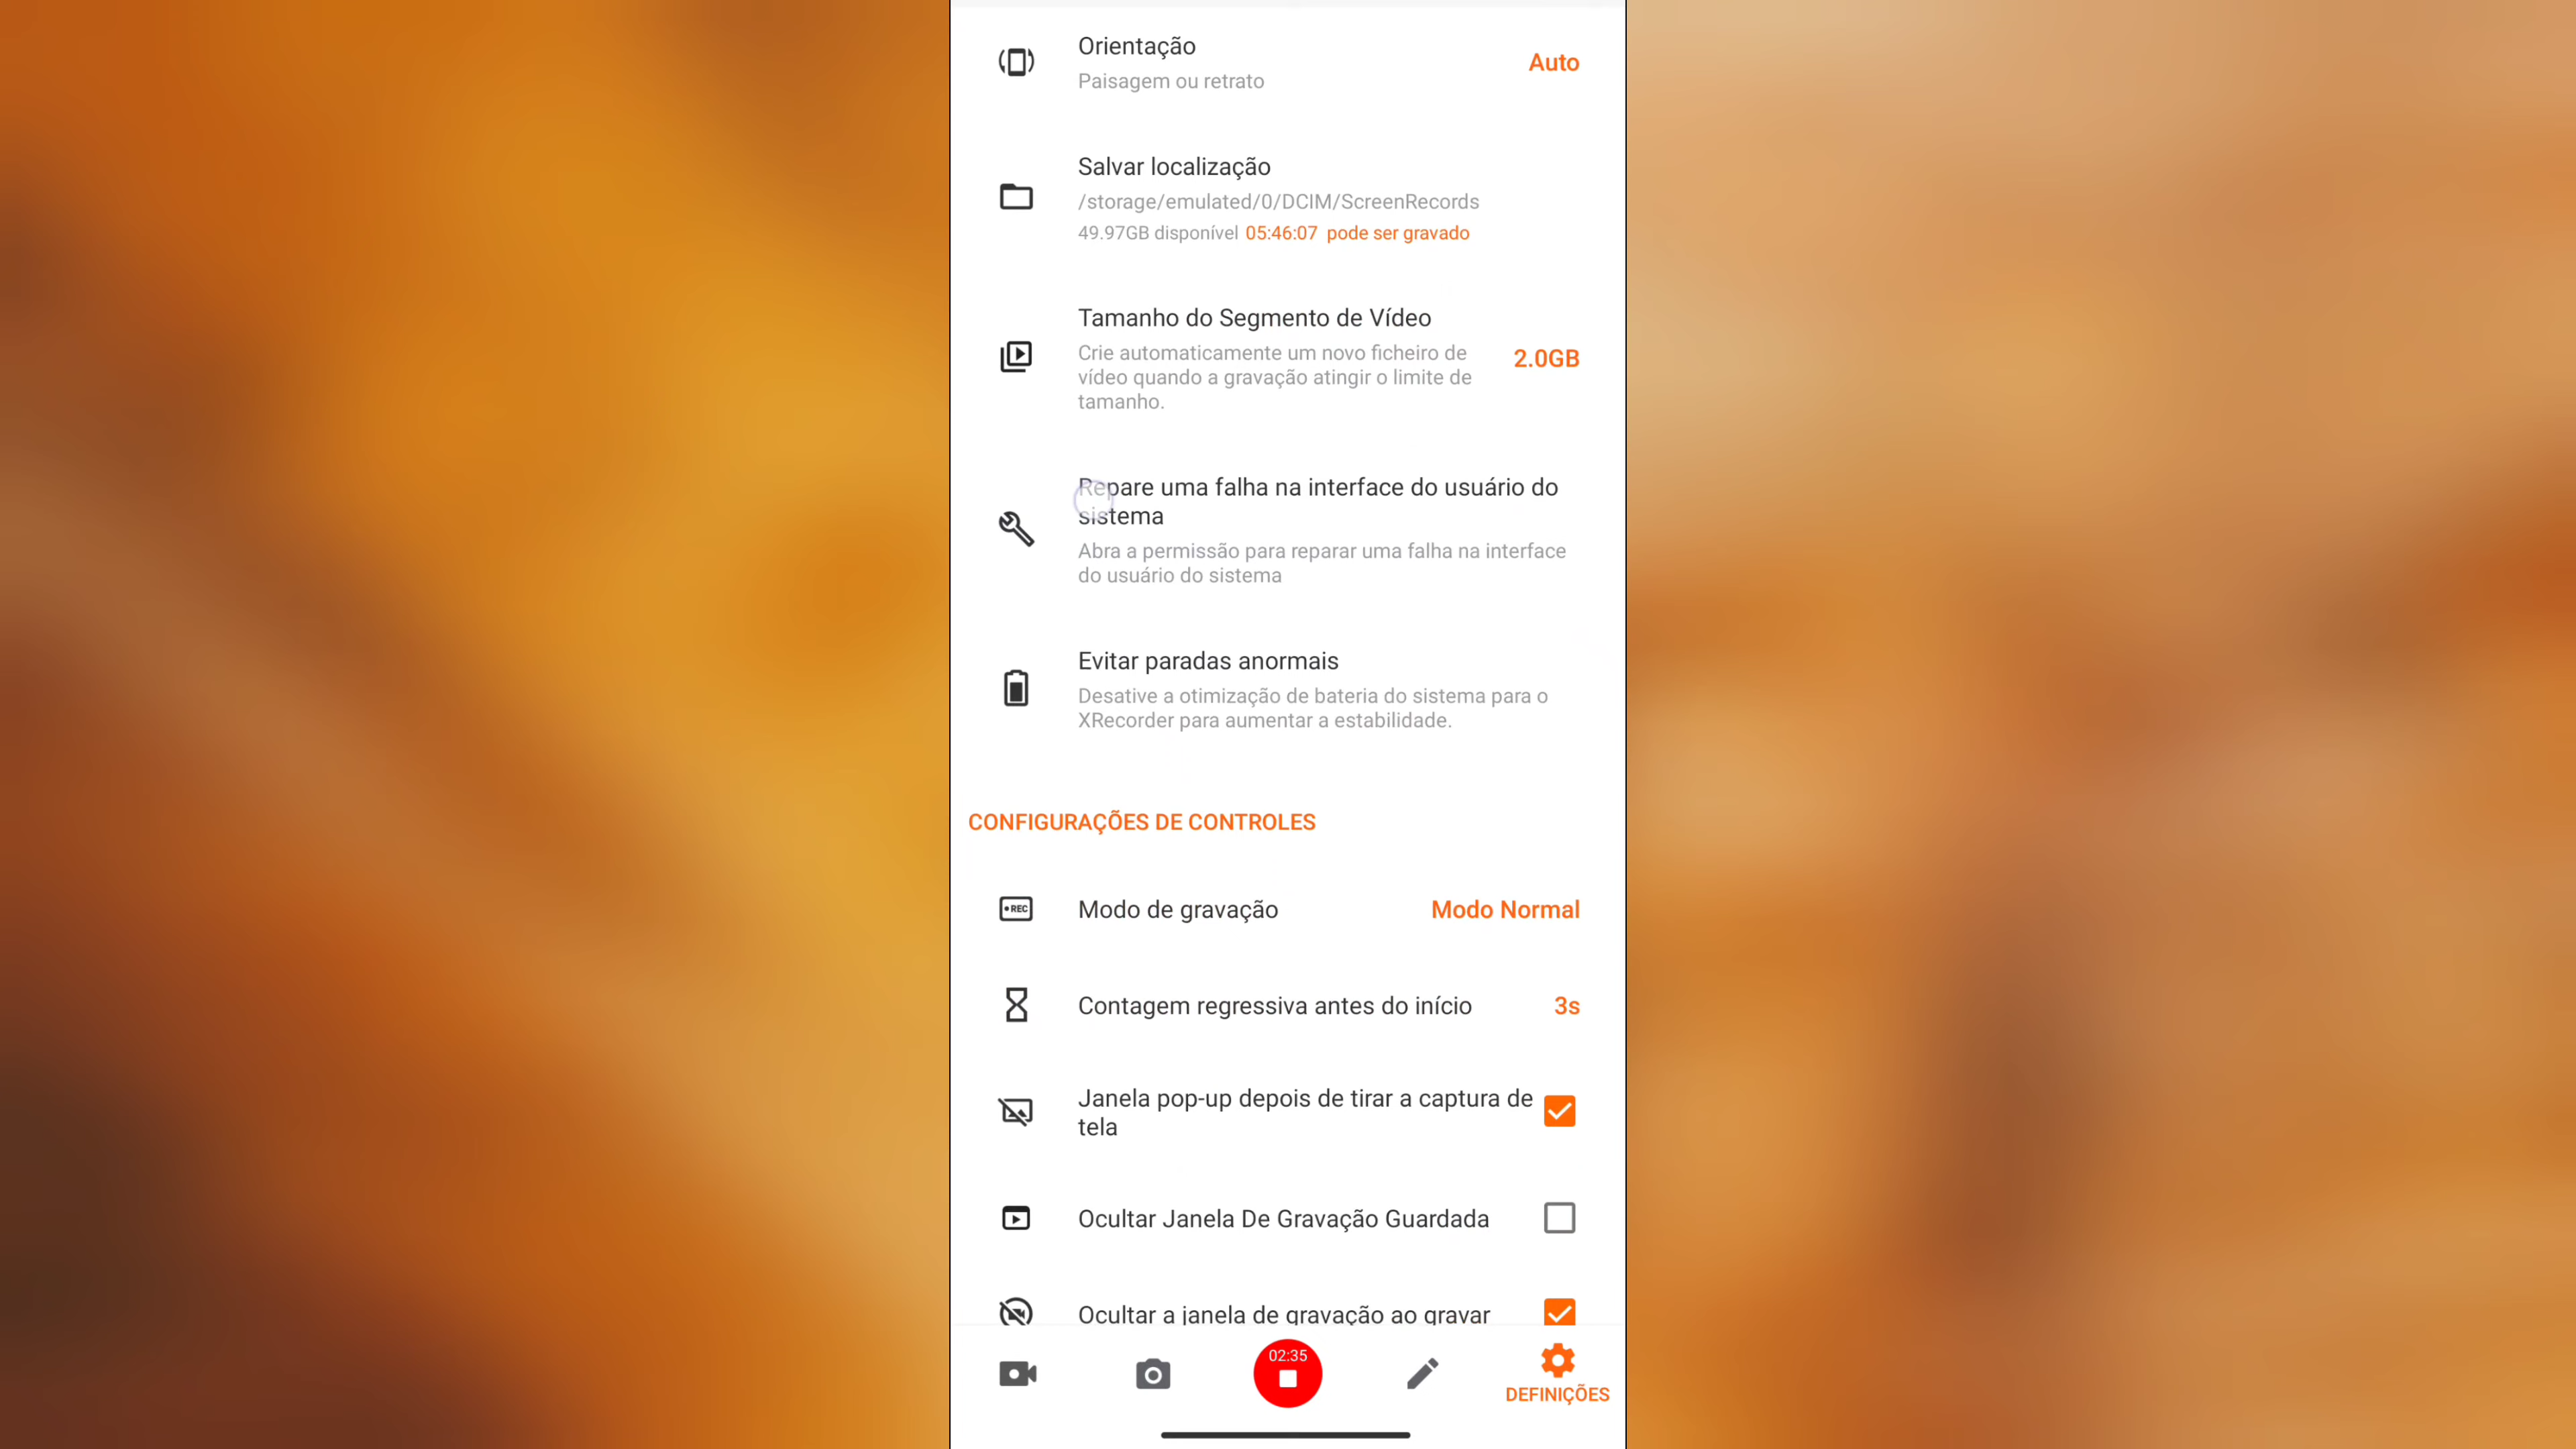 Orientação
Paisagem ou retrato
Auto
Salvar localização
/storage/emulated/0/DCIM/ScreenRecords
49.97GB disponível 05:46:07 pode ser gravado
Tamanho do Segmento de Vídeo
Crie automaticamente um novo ficheiro de
vídeo quando a gravação atingir o limite de
tamanho.
2.0GB
Repare uma falha na interface do usuário do
sistema
Abra a permissão para reparar uma falha na interface
do usuário do sistema
Evitar paradas anormais
Desative a otimização de bateria do sistema para o
XRecorder para aumentar a estabilidade.
CONFIGURAÇÕES DE CONTROLES
REC
Modo de gravação
Modo Normal
Contagem regressiva antes do início
3s
Janela pop-up depois de tirar a captura de
tela
Ocultar Janela De Gravação Guardada
Ocultar a janela de gravação ao gravar
02:35
DEFINIÇÕES